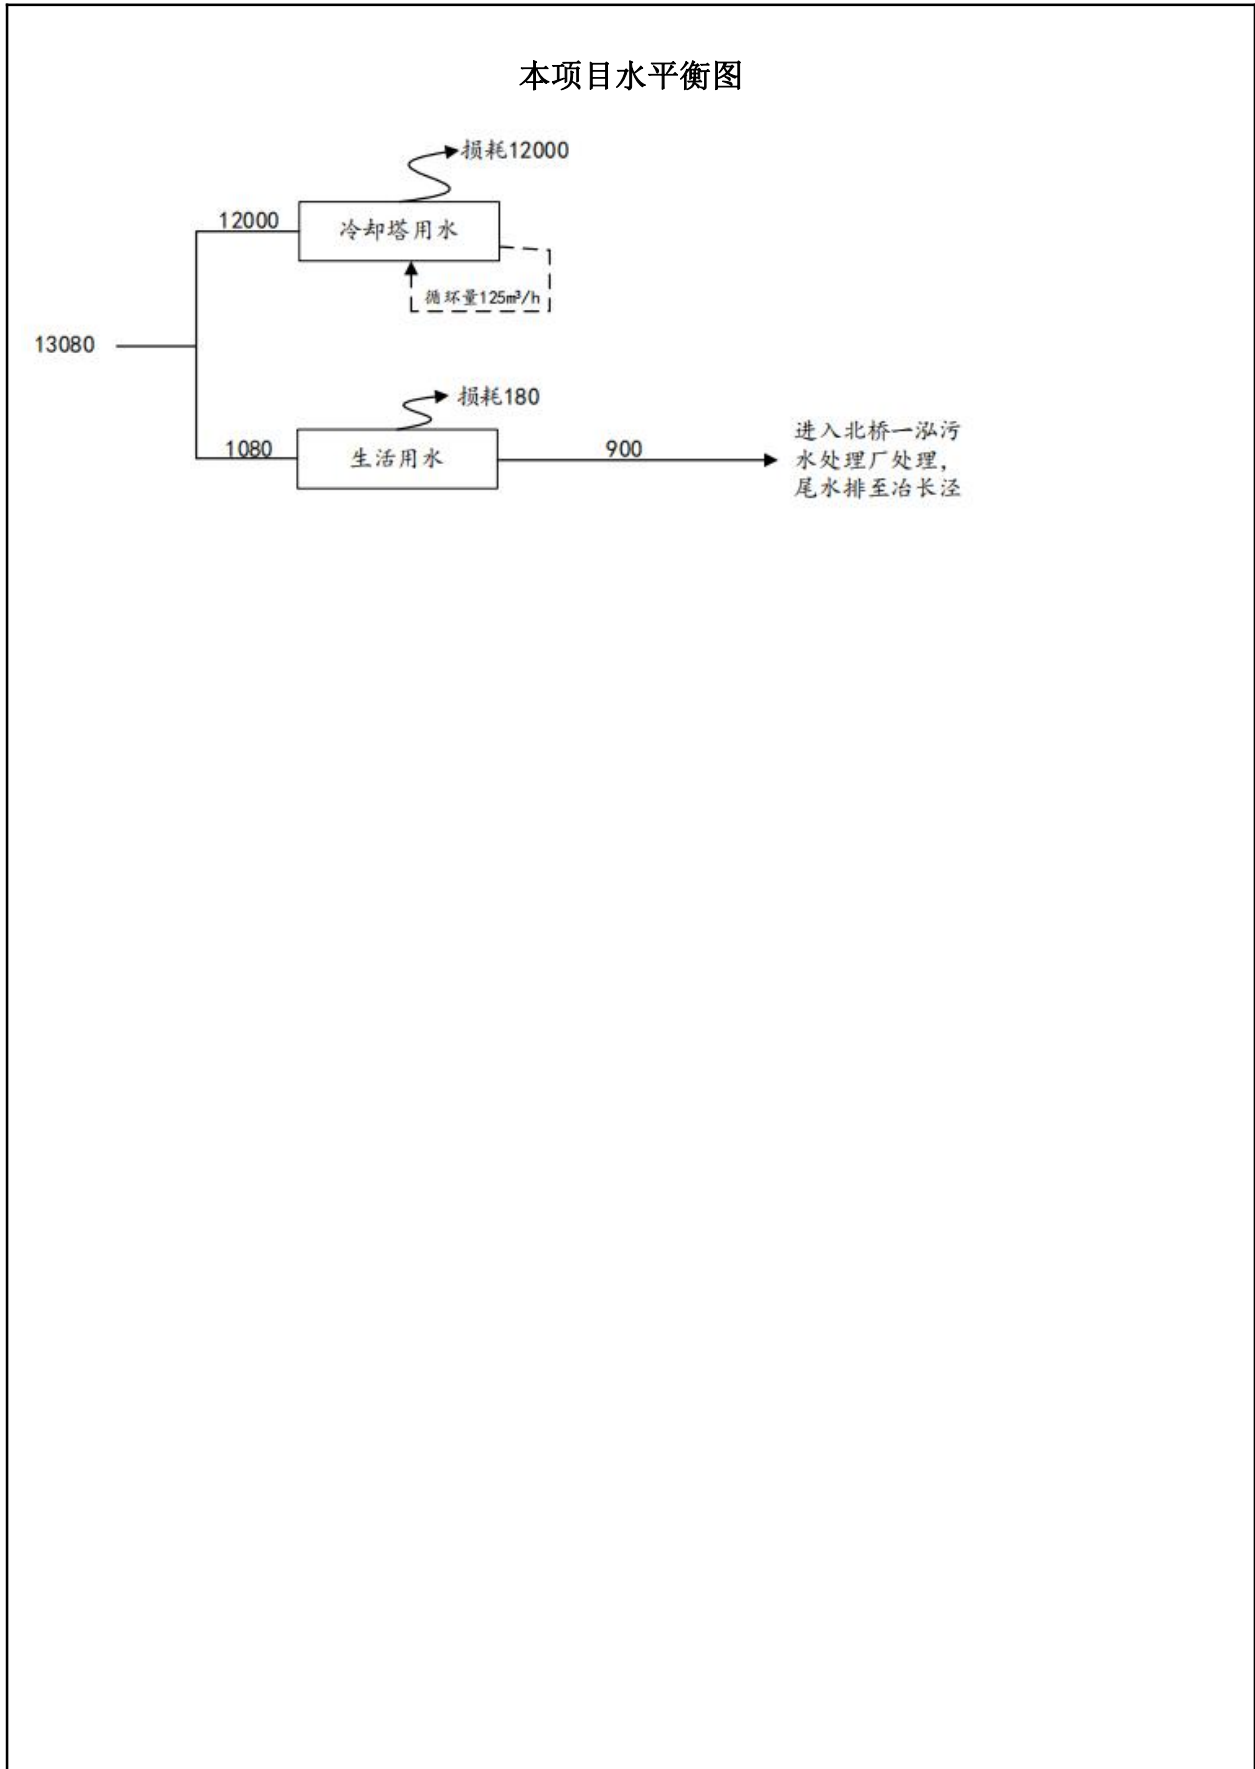 本项目水平衡图
损耗12000
12000
冷却塔用水
循环量125m³/h
13080
损耗180
1080
生活用水
900
进入北桥一泓污
水处理厂处理,
尾水排至冶长泾